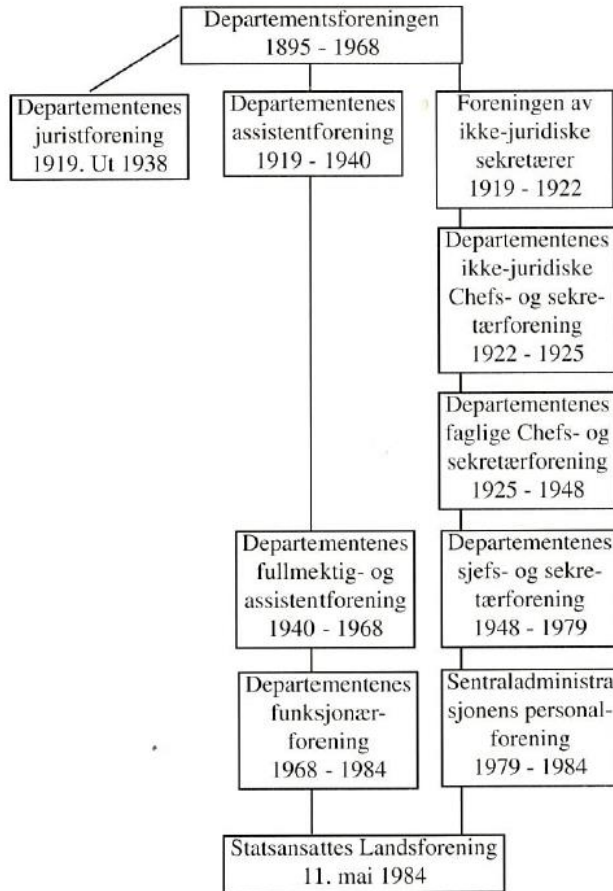 Departementsforeningen
1895 - 1968
Departementenes
juristforening
1919. Ut 1938
Departementenes
assistentforening
1919 - 1940
Foreningen av
ikke-juridiske
sekretærer
1919 - 1922
Departementenes
ikke-juridiske
Chefs- og sekre-
tærforening
1922 - 1925
Departementenes
faglige Chefs- og
sekretærforening
1925 - 1948
Departementenes
fullmektig- og
assistentforening
1940 - 1968
Departementenes
sjefs- og sekre-
tærforening
1948 - 1979
Departementenes
funksjonær-
forening
1968 - 1984
Sentraladministra
sjonens personal-
forening
1979 - 1984
Statsansattes Landsforening
11. mai 1984